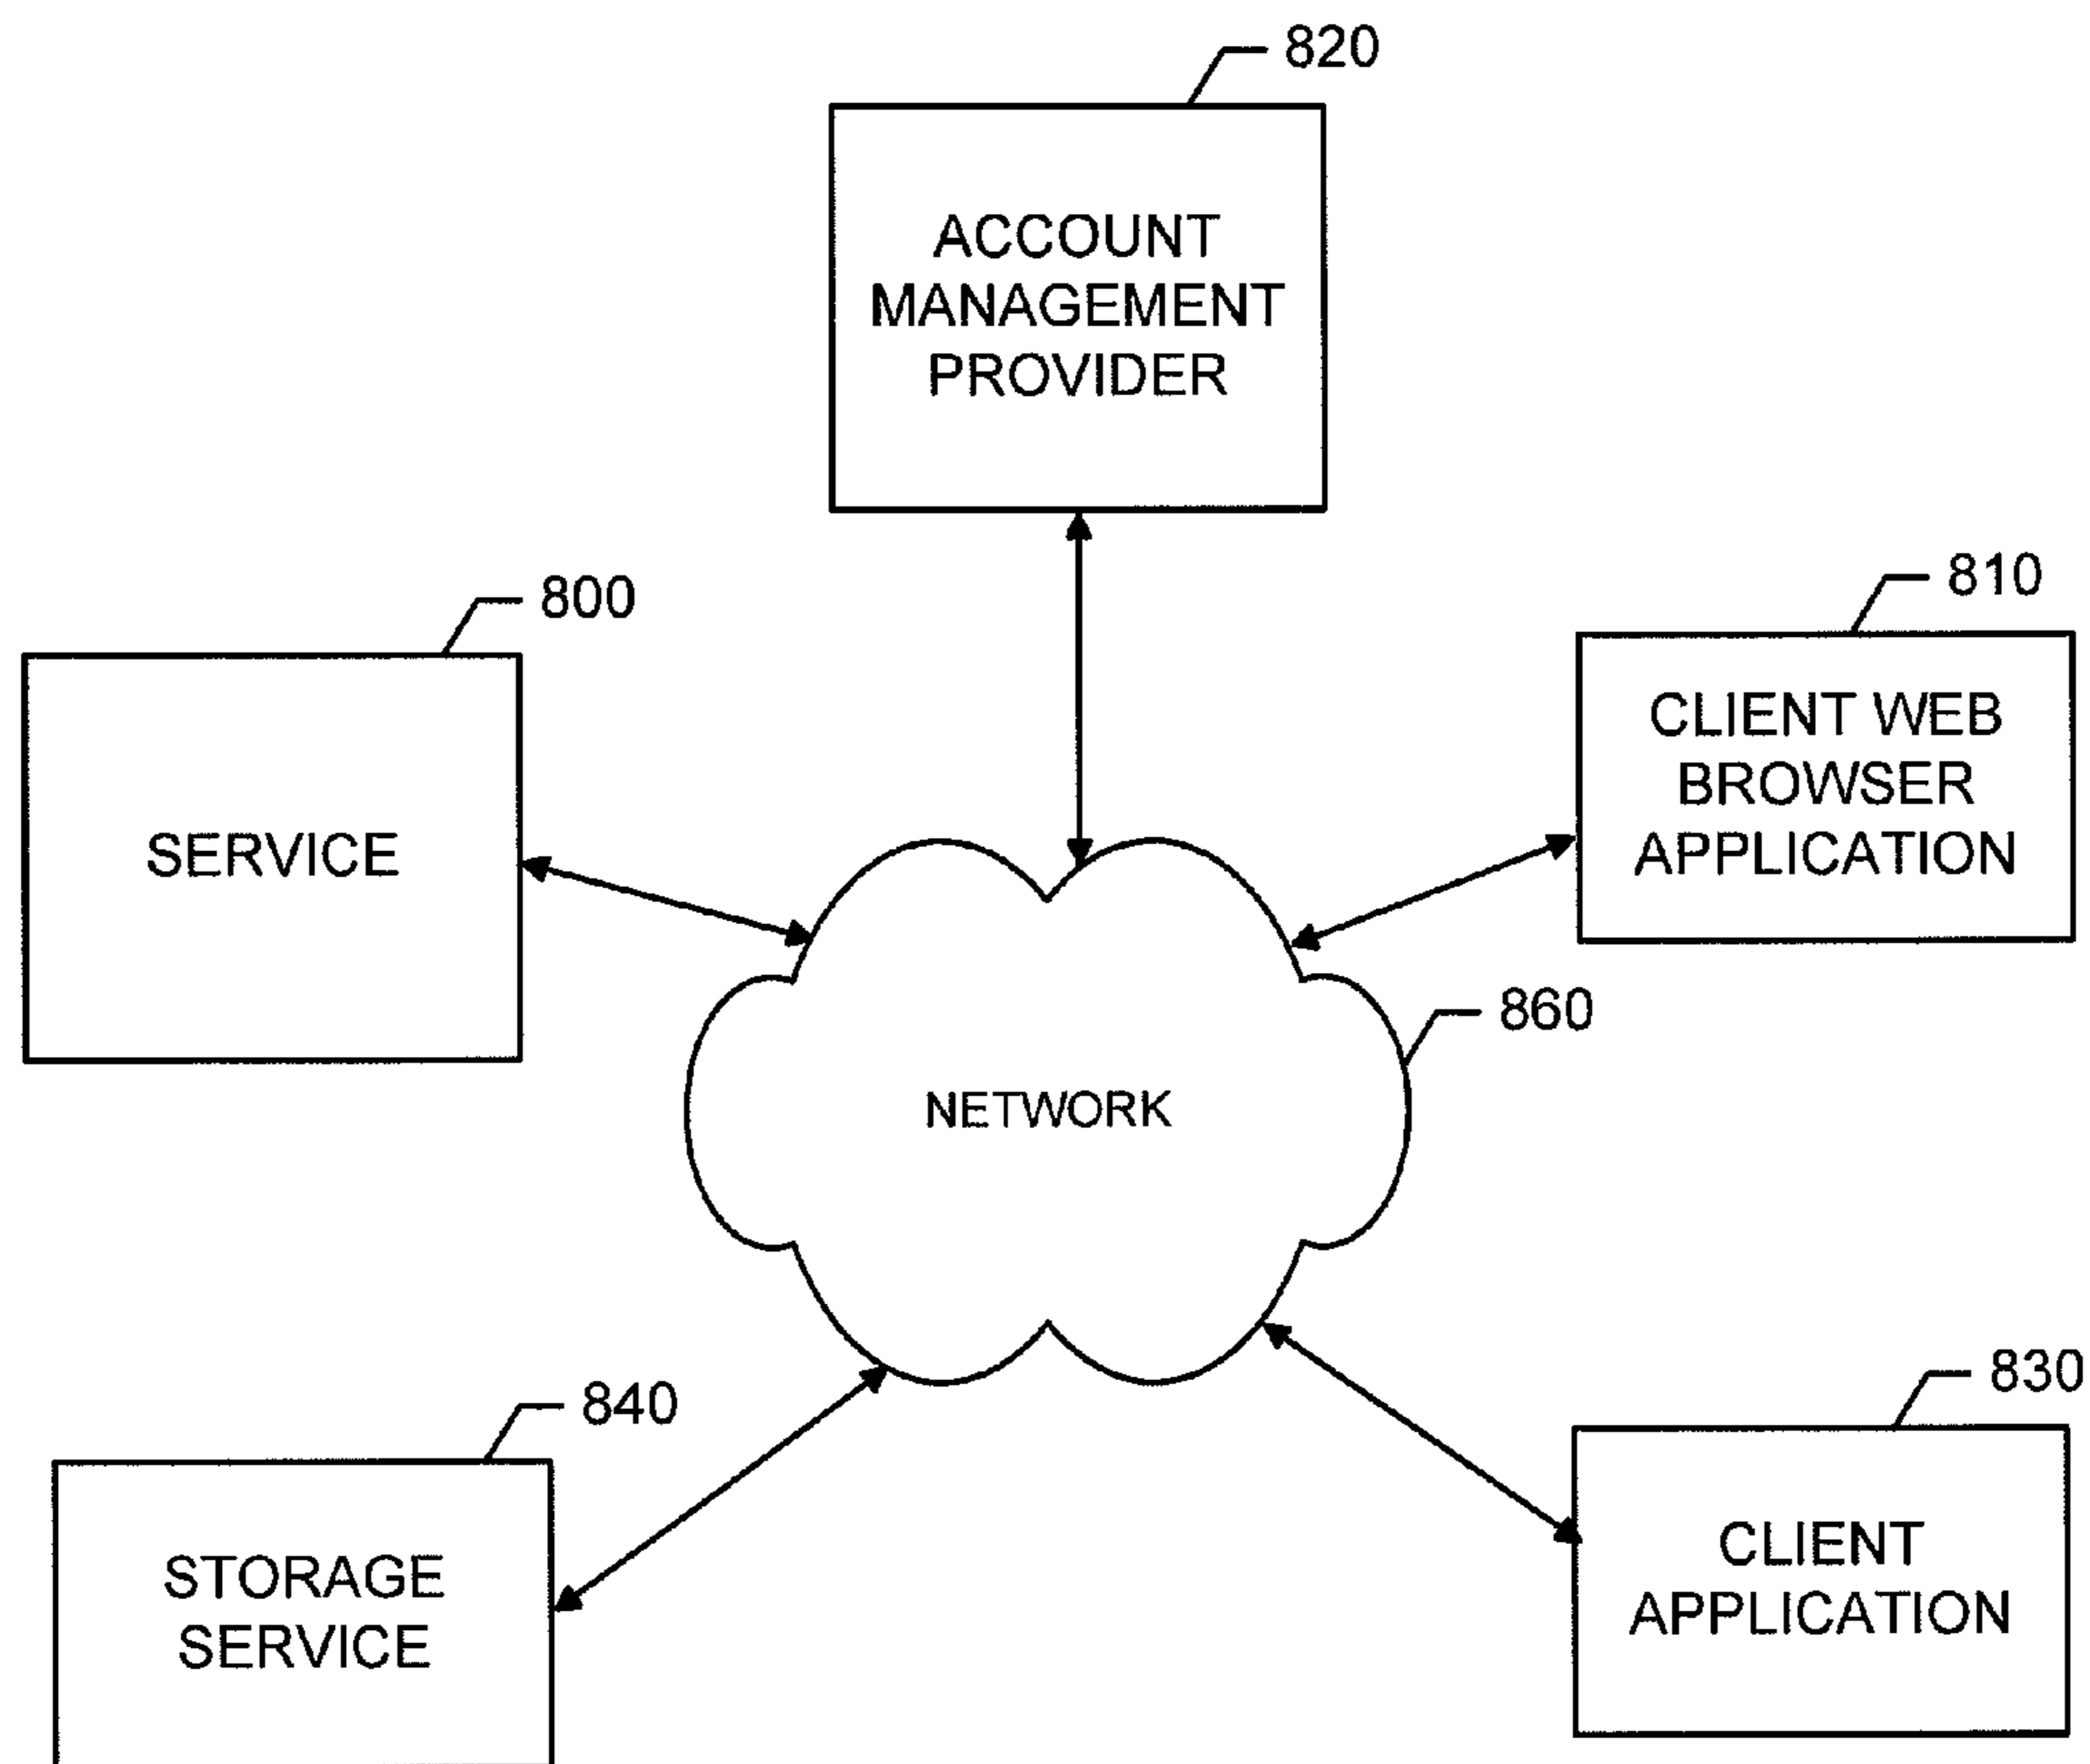 820
ACCOUNT
MANAGEMENT
PROVIDER
800
SERVICE
810
CLIENT WEB
BROWSER
APPLICATION
860
NETWORK
840
STORAGE
SERVICE
830
CLIENT
APPLICATION